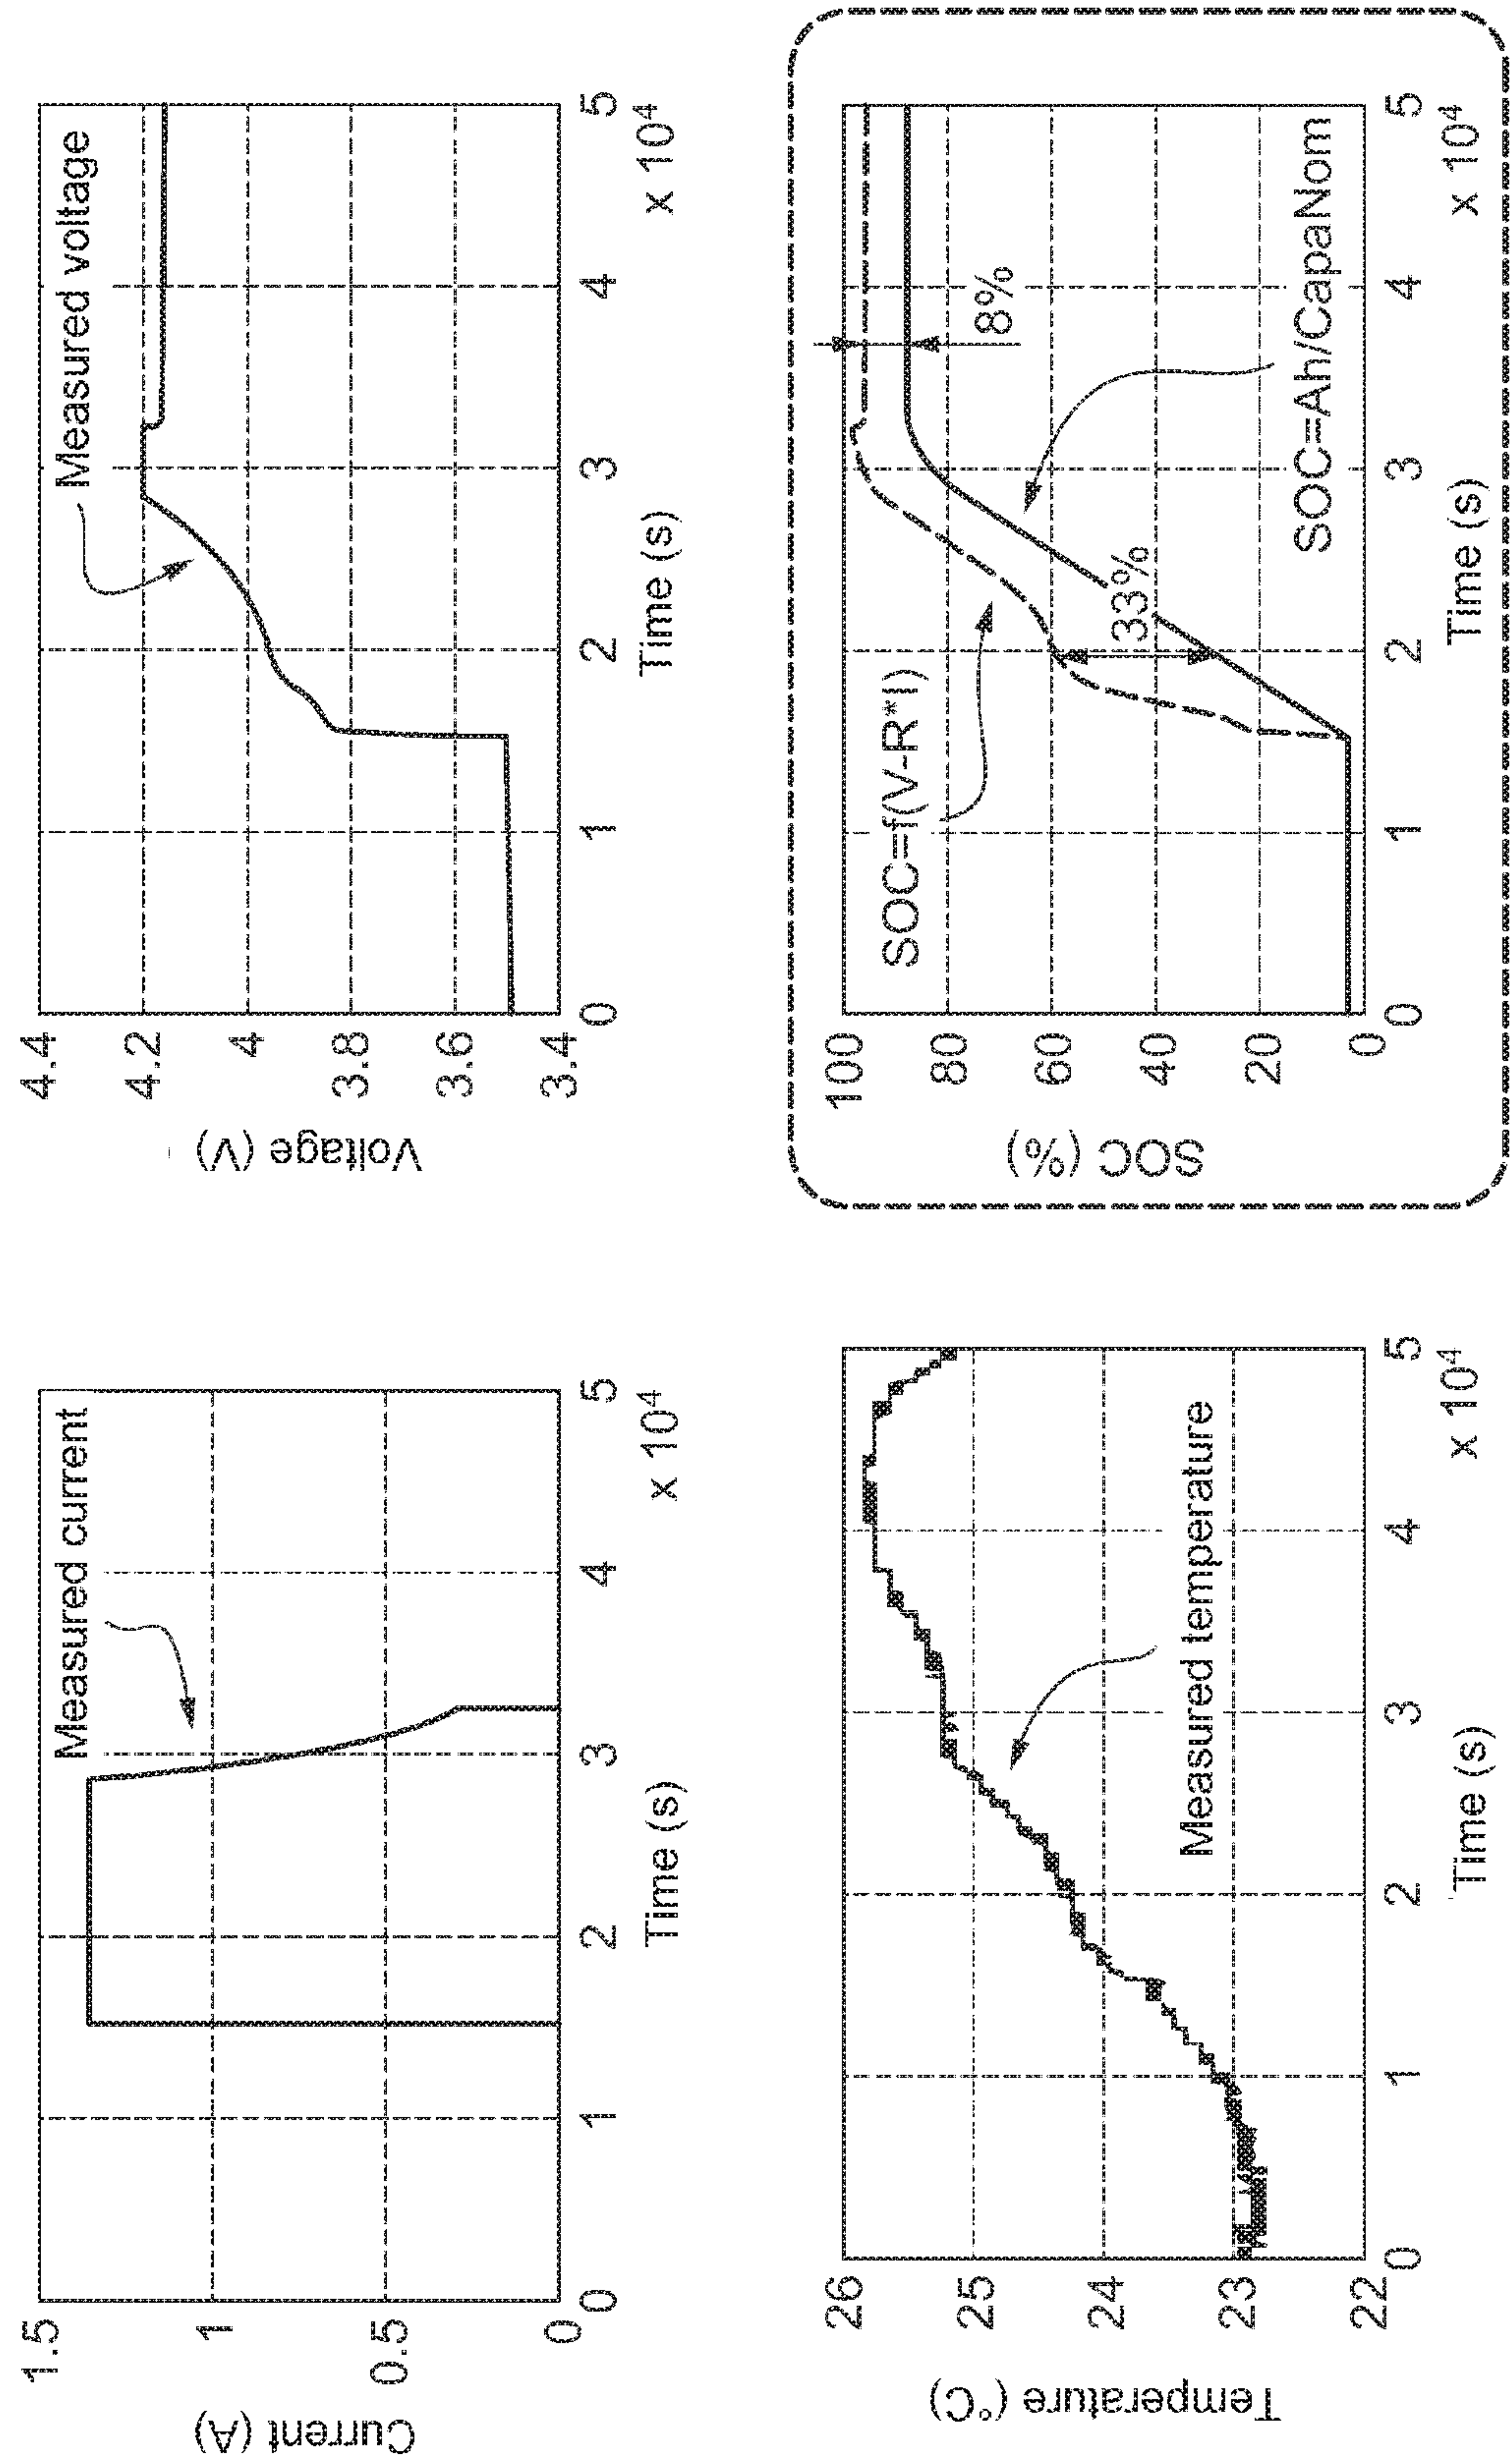 Current (A)
1.5
1
0.5
0
Measured current
0 1 2 3 4 5
x 10⁴
Time (s)
Voltage (V)
4.4
4.2
4
3.8
3.6
3.4
Measured voltage
0 1 2 3 4 5
x 10⁴
Time (s)
Temperature (°C)
26
25
24
23
22
Measured temperature
0 1 2 3 4 5
x 10⁴
Time (s)
SOC (%)
100
80
60
40
20
0
SOC=f(V-R*I)
8%
33%
SOC=Ah/CapaNom
0 1 2 3 4 5
x 10⁴
Time (s)